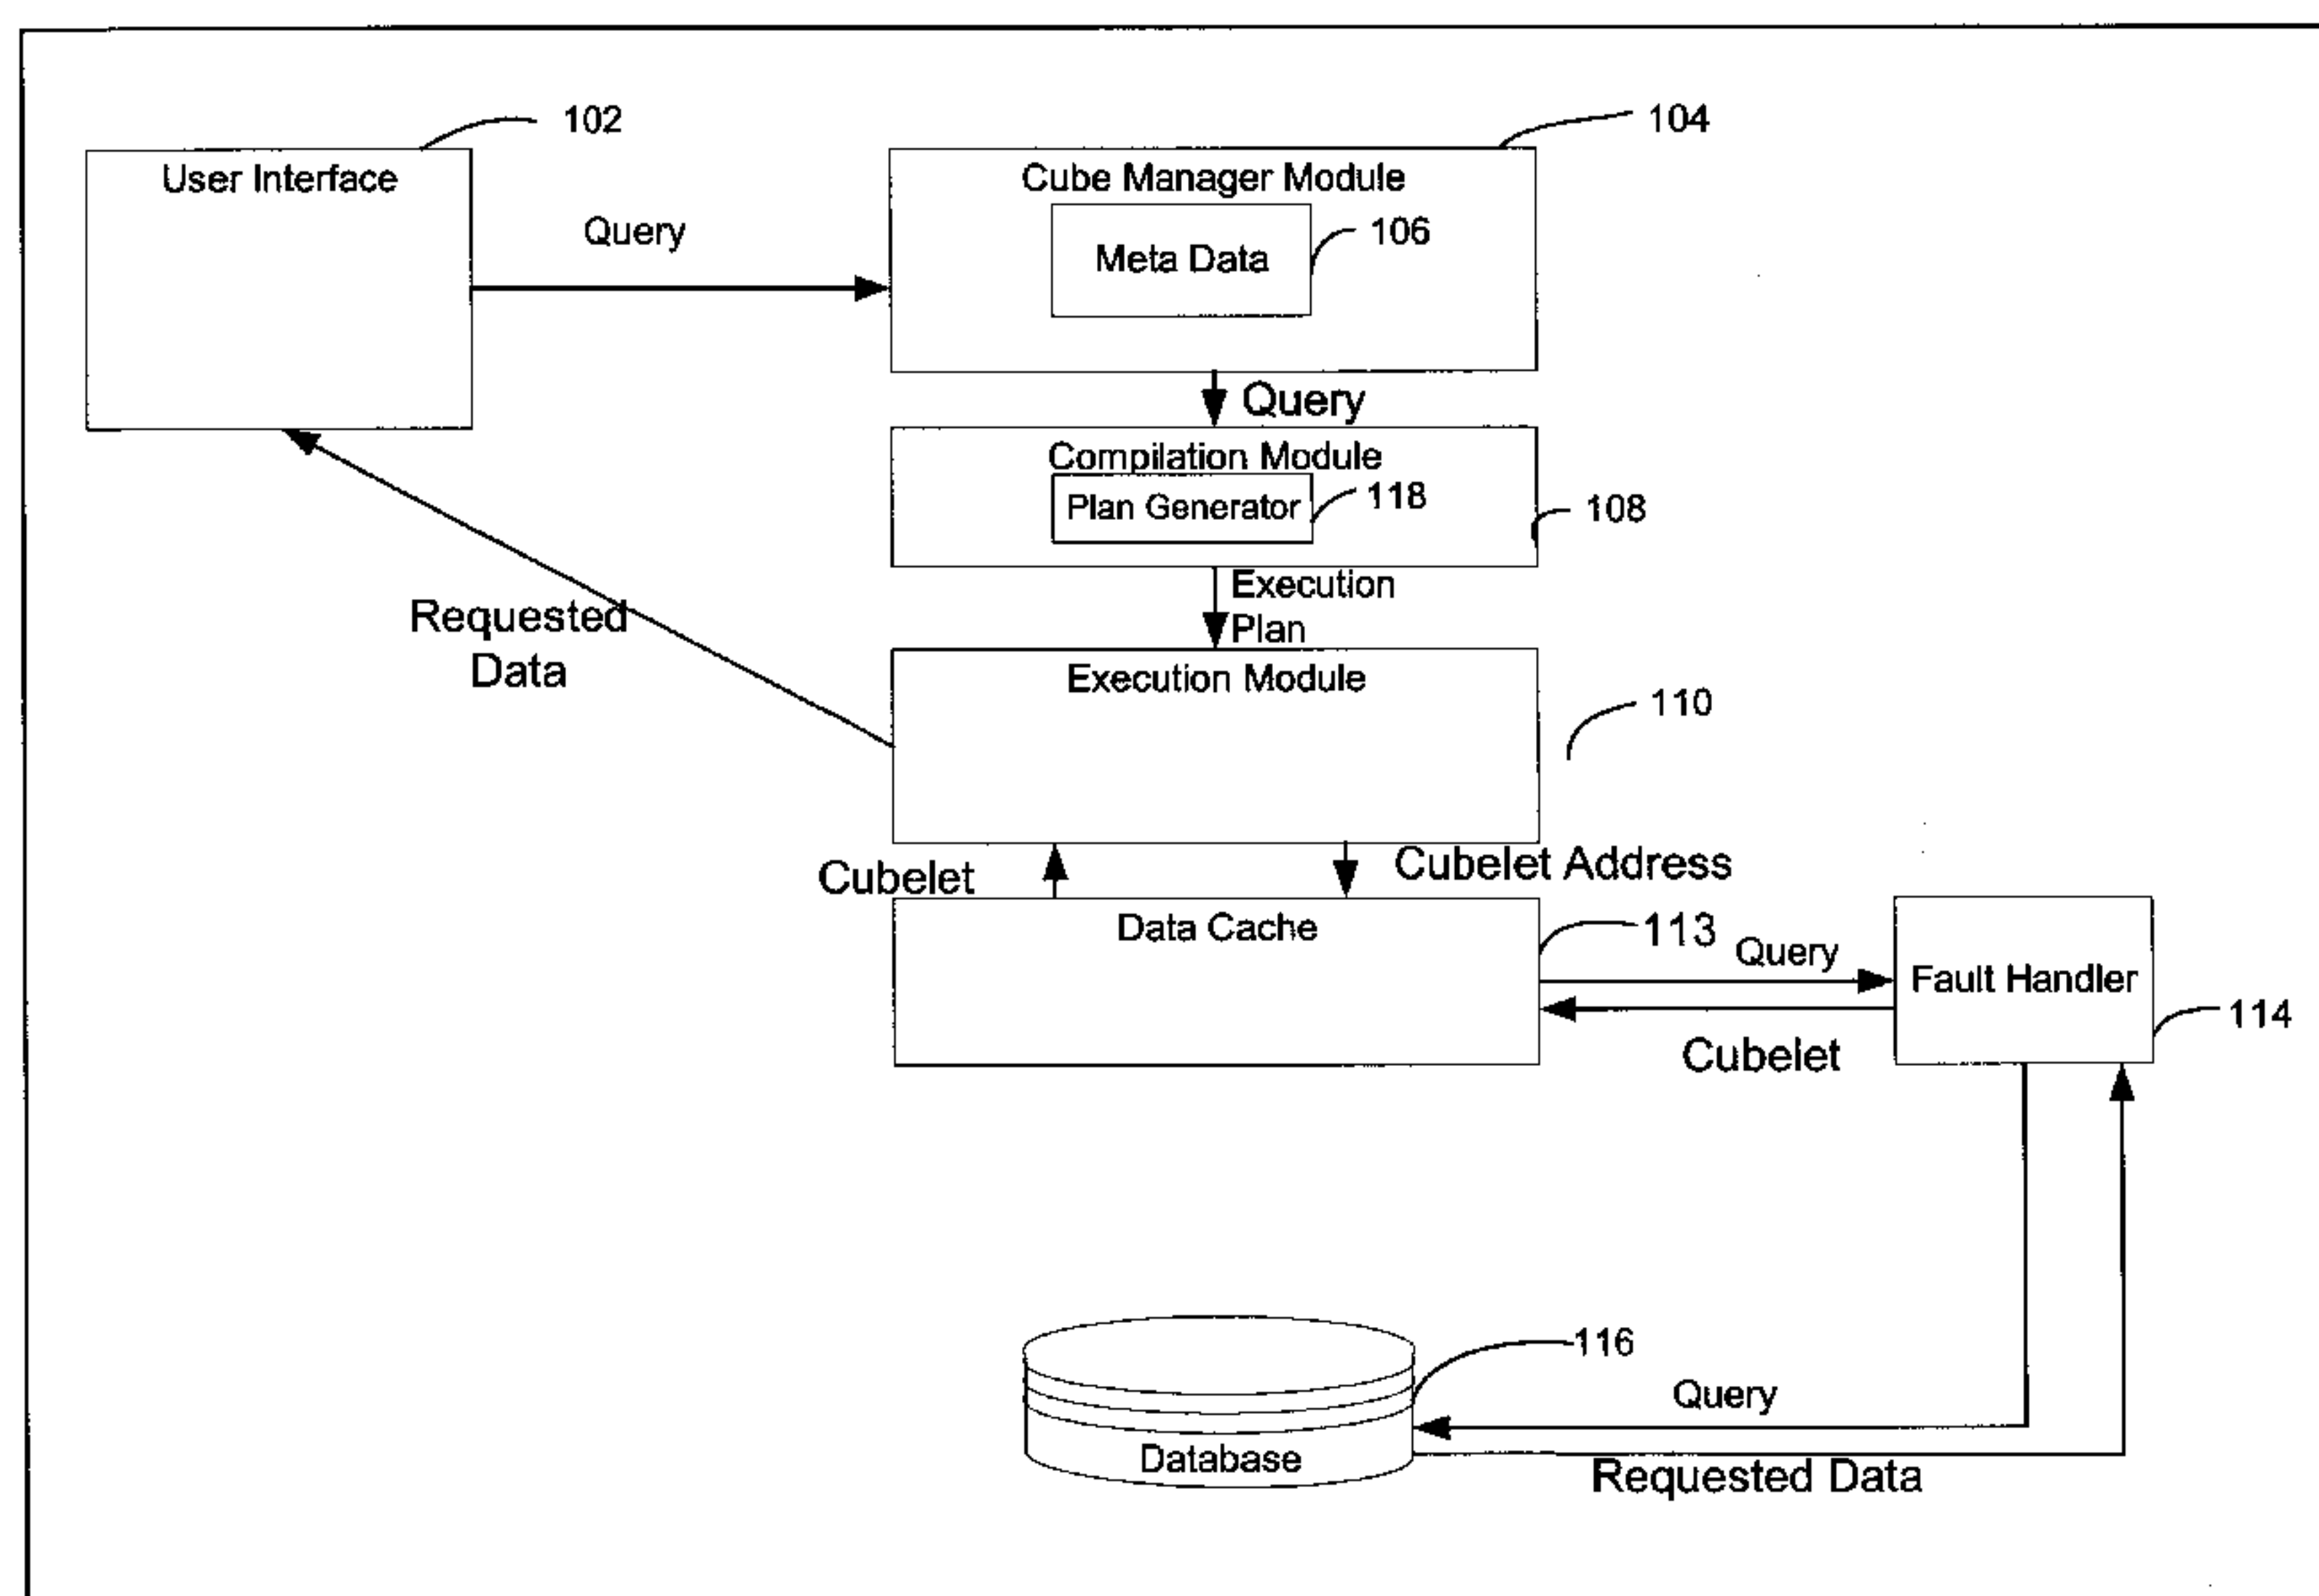 102
104
User Interface
Cube Manager Module
Query
106
Meta Data
Query
Compilation Module
Plan Generator
118
108
Execution
Plan
Requested
Data
Execution Module
110
Cubelet
Cubelet Address
Data Cache
113
Query
Fault Handler
114
Cubelet
116
Query
Database
Requested Data